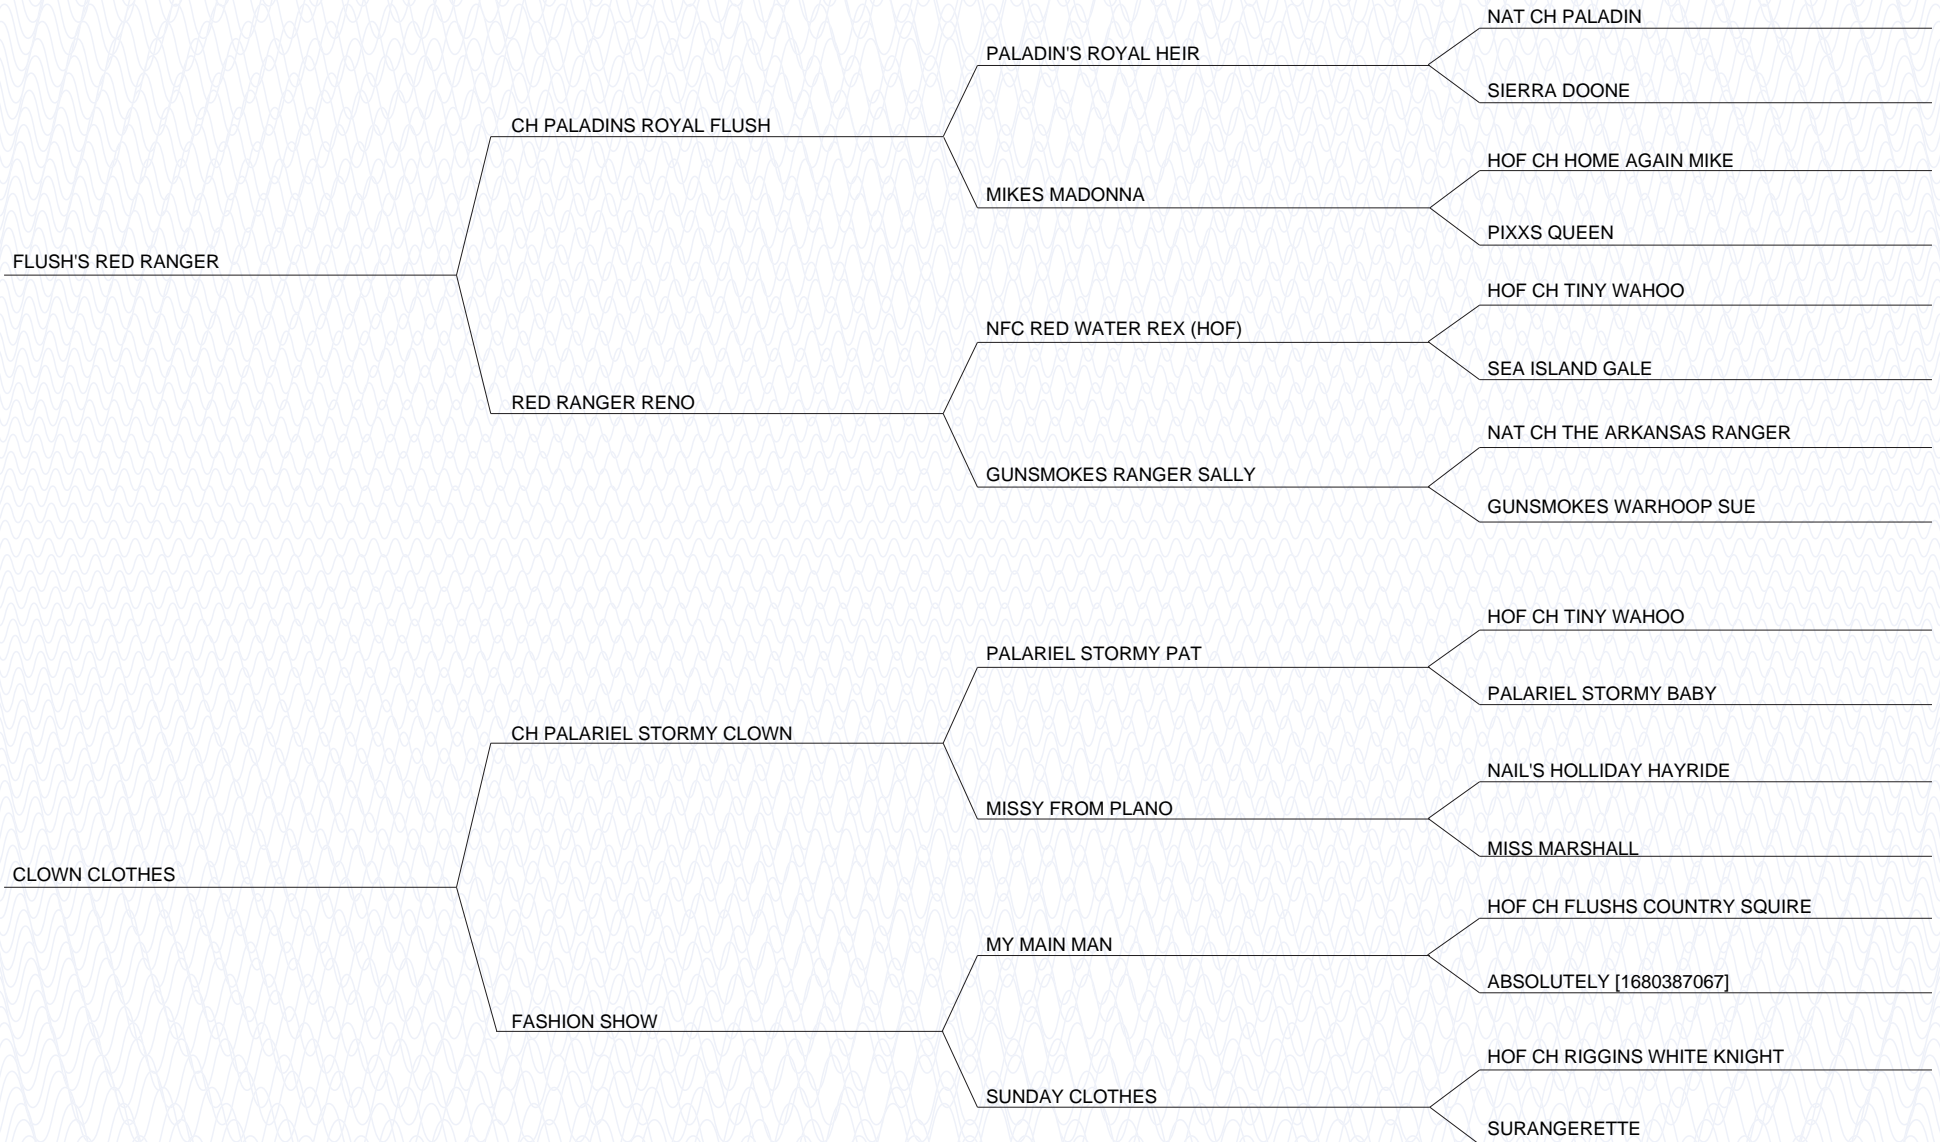 NAT CH PALADIN
PALADIN'S ROYAL HEIR
SIERRA DOONE
CH PALADINS ROYAL FLUSH
HOF CH HOME AGAIN MIKE
MIKES MADONNA
PIXXS QUEEN
FLUSH'S RED RANGER
HOF CH TINY WAHOO
NFC RED WATER REX (HOF)
SEA ISLAND GALE
RED RANGER RENO
NAT CH THE ARKANSAS RANGER
GUNSMOKES RANGER SALLY
GUNSMOKES WARHOOP SUE
HOF CH TINY WAHOO
PALARIEL STORMY PAT
PALARIEL STORMY BABY
CH PALARIEL STORMY CLOWN
NAIL'S HOLLIDAY HAYRIDE
MISSY FROM PLANO
MISS MARSHALL
CLOWN CLOTHES
HOF CH FLUSHS COUNTRY SQUIRE
MY MAIN MAN
ABSOLUTELY [1680387067]
FASHION SHOW
HOF CH RIGGINS WHITE KNIGHT
SUNDAY CLOTHES
SURANGERETTE